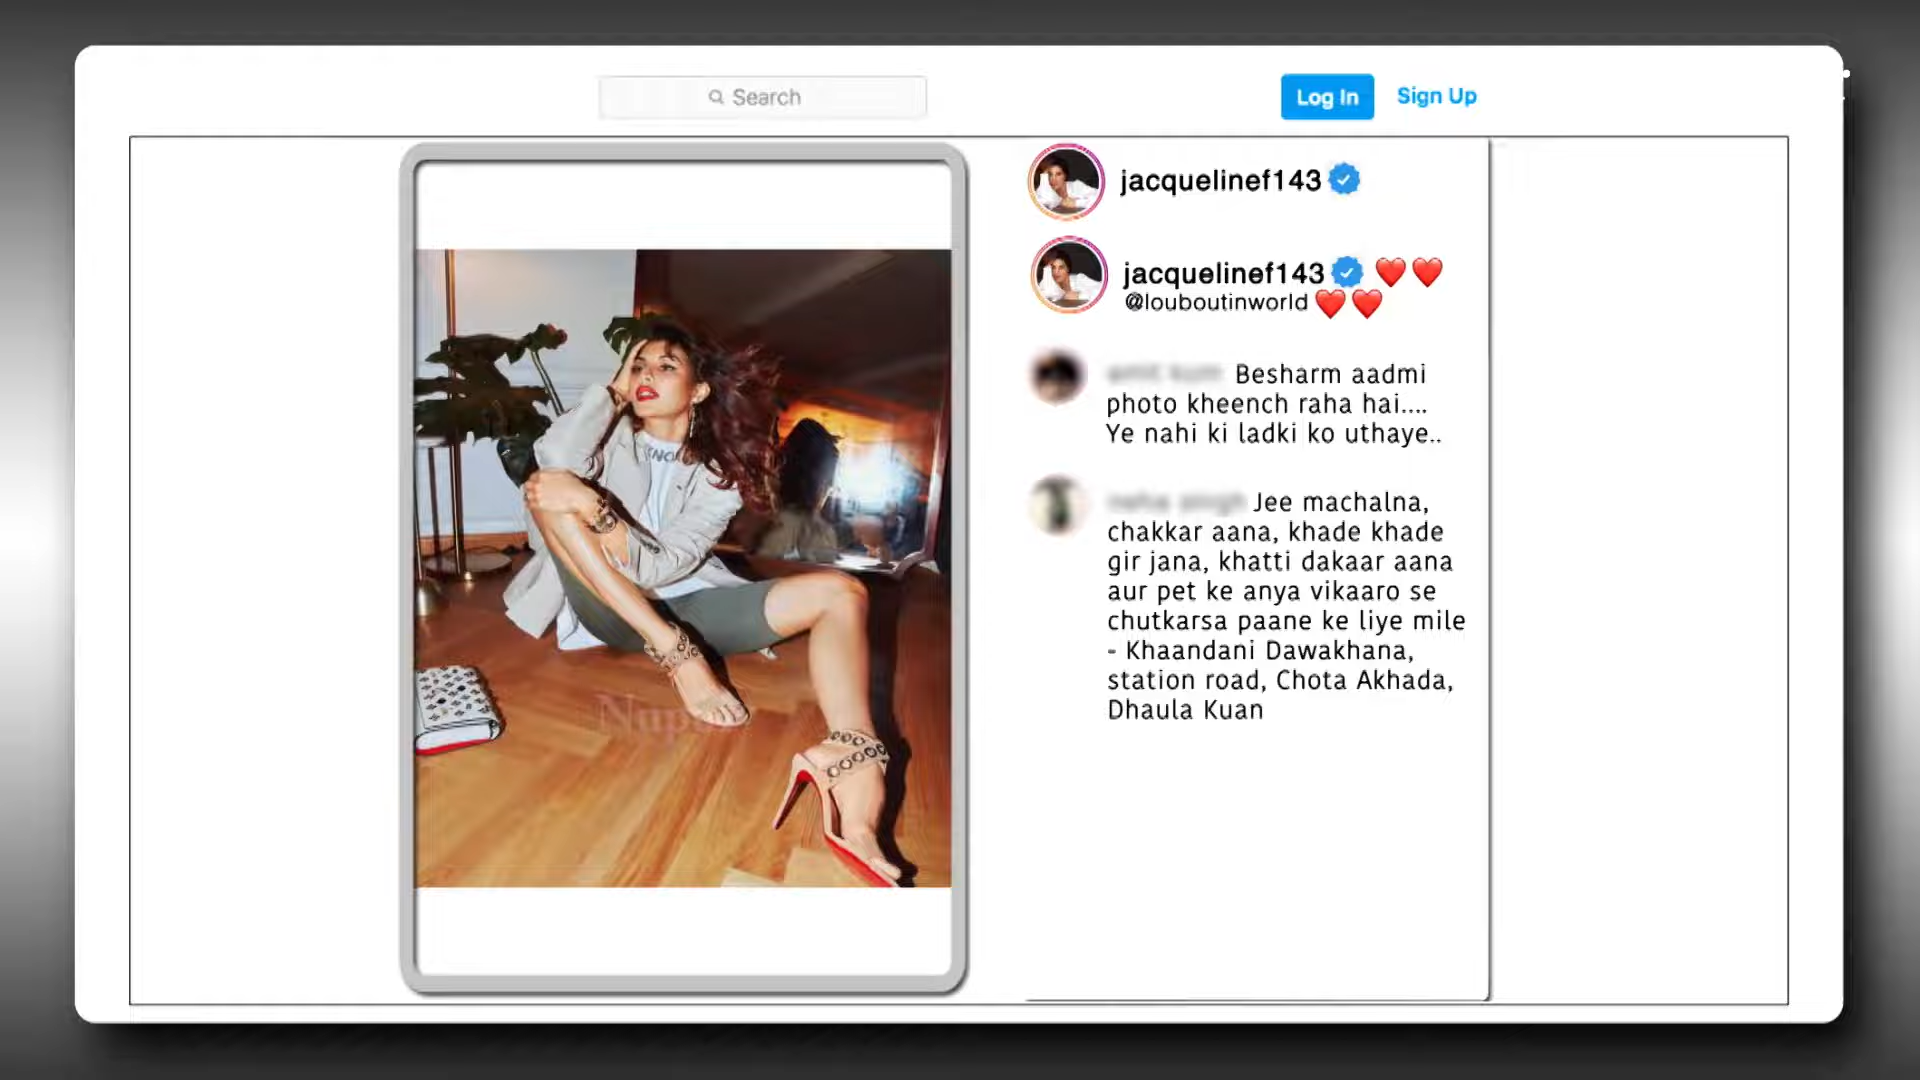 Search
Log In
Sign Up
jacquelinef143
jacquelinef143 ❤️❤️
@louboutinworld ❤️❤️
Besharm aadmi
photo kheench raha hai....
Ye nahi ki ladki ko uthaye..
Jee machalna,
chakkar aana, khade khade
gir jana, khatti dakaar aana
aur pet ke anya vikaaro se
chutkarsa paane ke liye mile
- Khaandani Dawakhana,
station road, Chota Akhada,
Dhaula Kuan